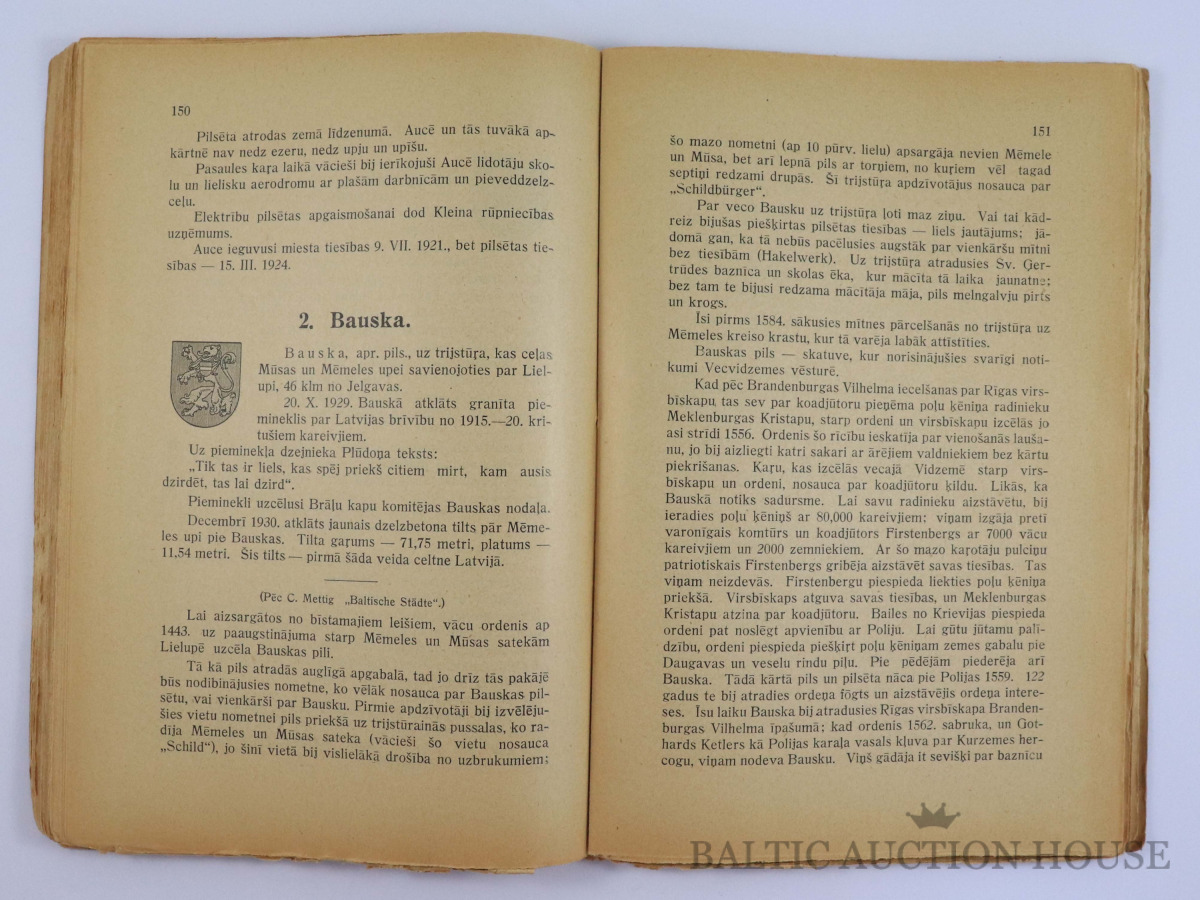 150
Pilsēta atrodas zemā līdzenumā. Aucē un tās tuvākā ap-
kārtnē nav nedz ezeru, nedz upju un upīšu.
Pasaules kaŗa laikā vācieši bij ierīkojuši Aucē lidotāju sko-
lu un lielisku aerodromu ar plašām darbnīcām un pieveddzelz-
ceļu.
Elektrību pilsētas apgaismošanai dod Kleina rūpniecības
uzņēmums.
Auce ieguvusi miesta tiesības 9. VII. 1921., bet pilsētas tie-
sības — 15. III. 1924.
2. Bauska.
Bauska, apr. pils., uz trijstūŗa, kas ceļas
Mūsas un Mēmeles upei savienojoties par Liel-
upi, 46 klm no Jelgavas.
20. X. 1929. Bauskā atklāts granīta pie-
mineklis par Latvijas brīvību no 1915.—20. kri-
tušiem kareivjiem.
Uz pieminekļa dzejnieka Plūdoņa teksts:
„Tik tas ir liels, kas spēj priekš citiem mirt, kam ausis
dzirdēt, tas lai dzird“.
Pieminekli uzcēlusi Brāļu kapu komitējas Bauskas nodaļa.
Decembrī 1930. atklāts jaunais dzelzbetona tilts pār Mēme-
les upi pie Bauskas. Tilta gaŗums — 71,75 metri, platums —
11,54 metri. Šis tilts — pirmā šāda veida celtne Latvijā.
(Pēc C. Mettig „Baltische Städte“.)
Lai aizsargātos no bīstamajiem leišiem, vācu ordenis ap
1443. uz paaugstinājuma starp Mēmeles un Mūsas satekām
Lielupē uzcēla Bauskas pili.
Tā kā pils atradās auglīgā apgabalā, tad jo drīz tās pakājē
būs nodibinājusies nometne, ko vēlāk nosauca par Bauskas pil-
sētu, vai vienkārši par Bausku. Pirmie apdzīvotāji bij izvēlēju-
šies vietu nometnei pils priekšā uz trijstūrainās pussalas, ko ra-
dīja Mēmeles un Mūsas sateka (vācieši šo vietu nosauca
„Schild“), jo šinī vietā bij vislielākā drošība no uzbrukumiem;
151
šo mazo nometni (ap 10 pūrv. lielu) apsargāja nevien Mēmele
un Mūsa, bet arī lepnā pils ar torņiem, no kuŗiem vēl tagad
septiņi redzami drupās. Šī trijstūŗa apdzīvotājus nosauca par
„Schildbürger“.
Par veco Bausku uz trijstūŗa ļoti maz ziņu. Vai tai kād-
reiz bijušas piešķirtas pilsētas tiesības — liels jautājums; jā-
domā gan, ka tā nebūs pacēlusies augstāk par vienkāršu mītni
bez tiesībām (Hakelwerk). Uz trijstūŗa atradusies Sv. Ģer-
trūdes baznīca un skolas ēka, kur mācīta tā laika jaunatne;
bez tam te bijusi redzama mācītāja māja, pils melngalvju pirts
un krogs.
Īsi pirms 1584. sākusies mītnes pārcelšanās no trijstūŗa uz
Mēmeles kreiso krastu, kur tā varēja labāk attīstīties.
Bauskas pils — skatuve, kur norisinājušies svarīgi noti-
kumi Vecvidzemes vēsturē.
Kad pēc Brandenburgas Vilhelma iecelšanas par Rīgas virs-
bīskapu, tas sev par koadjūtoru pieņēma poļu ķēniņa radinieku
Meklenburgas Kristapu, starp ordeni un virsbīskapu izcēlās jo
asi strīdi 1556. Ordenis šo rīcību ieskatīja par vienošanās lauša-
nu, jo bij aizliegti katri sakari ar ārējiem valdniekiem bez kārtu
piekrišanas. Kaŗu, kas izcēlās vecajā Vidzemē starp virs-
bīskapu un ordeni, nosauca par koadjūtoru ķildu. Likās, ka
Bauskā notiks sadursme. Lai savu radinieku aizstāvētu, bij
ieradies poļu ķēniņš ar 80,000 kareivjiem: viņam izgāja pretī
varonīgais komtūrs un koadjūtors Firstenbergs ar 7000 vācu
kareivjiem un 2000 zemniekiem. Ar šo mazo kaŗotāju pulciņu
patriotiskais Firstenbergs gribēja aizstāvēt savas tiesības. Tas
viņam neizdevās. Firstenbergu piespieda liekties poļu ķēniņa
priekšā. Virsbīskaps atguva savas tiesības, un Meklenburgas
Kristapu atzina par koadjūtoru. Bailes no Krievijas piespieda
ordeni pat noslēgt apvienību ar Poliju. Lai gūtu jūtamu palī-
dzību, ordeni piespieda piešķirt poļu ķēniņam zemes gabalu pie
Daugavas un veselu rindu piļu. Pie pēdējām piederēja arī
Bauska. Tādā kārtā pils un pilsēta nāca pie Polijas 1559. 122
gadus te bij atradies ordeņa fōgts un aizstāvējis ordeņa intere-
ses. Īsu laiku Bauska bij atradusies Rīgas virsbīskapa Branden-
burgas Vilhelma īpašumā; kad ordenis 1562. sabruka, un Got-
hards Ketlers kā Polijas karaļa vasals kļuva par Kurzemes her-
cogu, viņam nodeva Bausku. Viņš gādāja it sevišķi par baznīcu
BALTIC AUCTION HOUSE